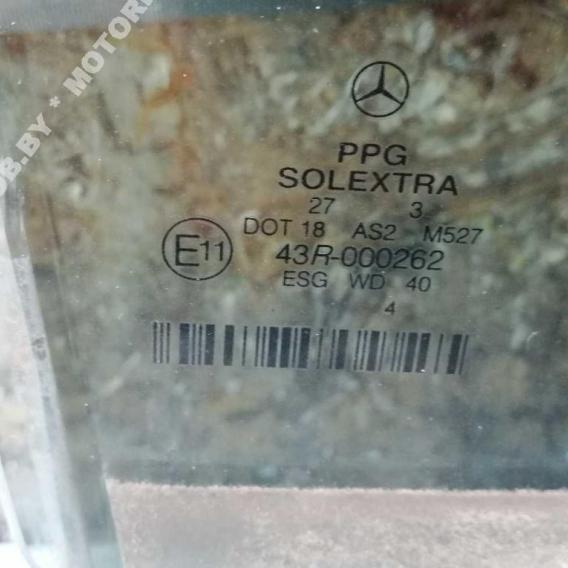 PPG
SOLEXTRA
27 3
DOT 18 AS2 M527
E11 43R-000262
ESG WD 40
4